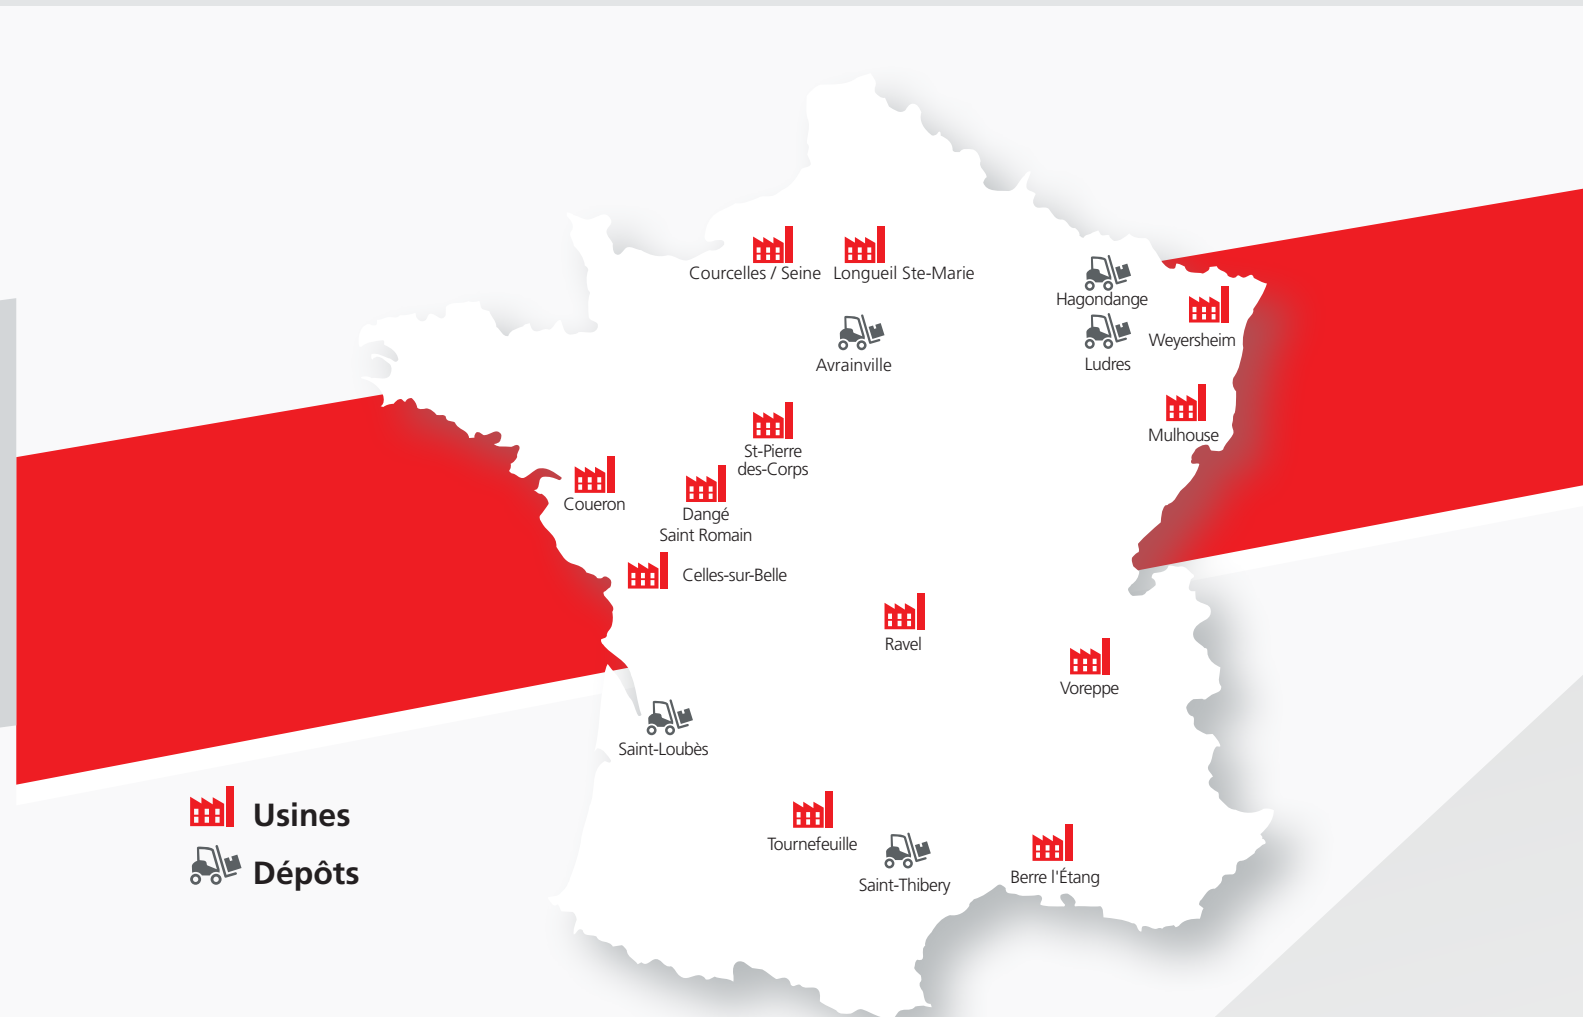 Courcelles / Seine
Longueil Ste-Marie
Hagondange
Weyersheim
Avrainville
Ludres
Mulhouse
St-Pierre
des-Corps
Coueron
Dangé
Saint Romain
Celles-sur-Belle
Ravel
Voreppe
Saint-Loubès
Usines
Dépôts
Tournefeuille
Saint-Thibery
Berre l'Étang